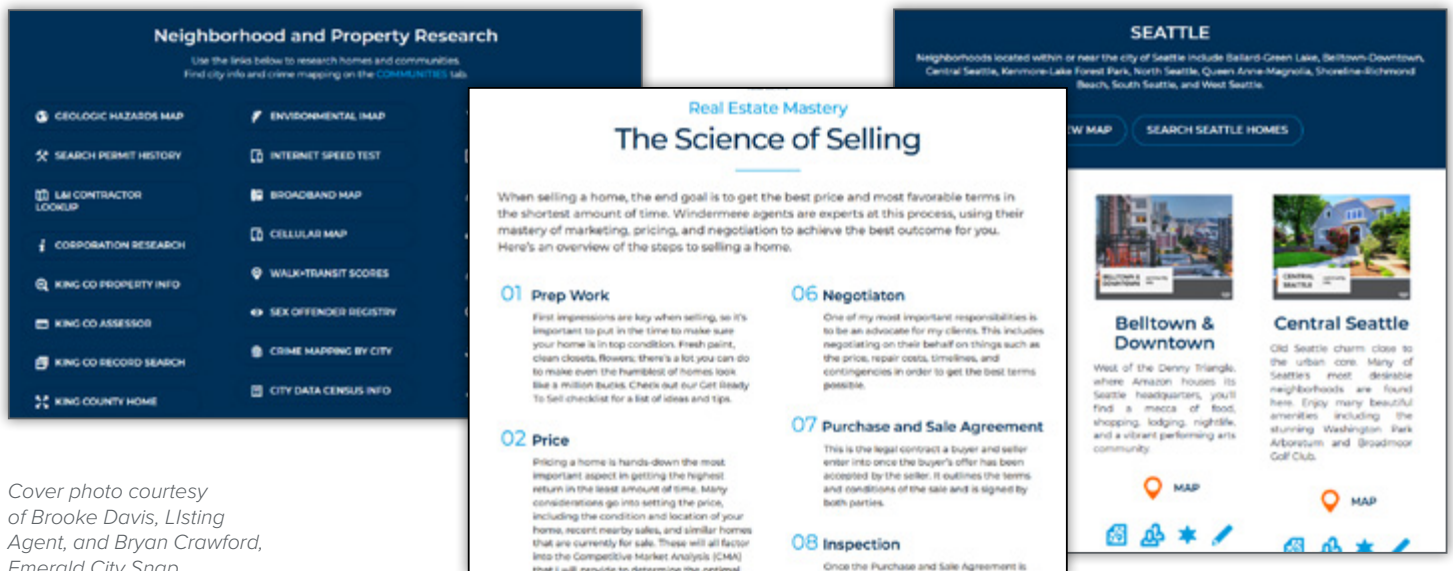 Neighborhood and Property Research
Use the links below to research homes and communities.
Find city info and crime mapping on the COMMUNITIES tab.
GEOLOGIC HAZARDS MAP
SEARCH PERMIT HISTORY
L&I CONTRACTOR
LOOKUP
CORPORATION RESEARCH
KING CO PROPERTY INFO
KING CO ASSESSOR
KING CO RECORD SEARCH
KING COUNTY HOME
ENVIRONMENTAL IMAP
INTERNET SPEED TEST
BROADBAND MAP
CELLULAR MAP
WALK+TRANSIT SCORES
SEX OFFENDER REGISTRY
CRIME MAPPING BY CITY
CITY DATA CENSUS INFO
Cover photo courtesy
of Brooke Davis, LIsting
Agent, and Bryan Crawford,
Emerald City Snap
Real Estate Mastery
The Science of Selling
When selling a home, the end goal is to get the best price and most favorable terms in
the shortest amount of time. Windermere agents are experts at this process, using their
mastery of marketing, pricing, and negotiation to achieve the best outcome for you.
Here's an overview of the steps to selling a home.
01 Prep Work
First impressions are key when selling, so it's
important to put in the time to make sure
your home is in top condition. Fresh paint,
clean closets, flowers; there's a lot you can do
to make even the humblest of homes look
like a million bucks. Check out our Get Ready
To Sell checklist for a list of ideas and tips.
02 Price
Pricing a home is hands-down the most
important aspect in getting the highest
return in the least amount of time. Many
considerations go into setting the price,
including the condition and location of your
home, recent nearby sales, and similar homes
that are currently for sale. These will all factor
into the Competitive Market Analysis (CMA)
that I will provide to determine the optimal
06 Negotiaton
One of my most important responsibilities is
to be an advocate for my clients. This includes
negotiating on their behalf on things such as
the price, repair costs, timelines, and
contingencies in order to get the best terms
possible.
07 Purchase and Sale Agreement
This is the legal contract a buyer and seller
enter into once the buyer's offer has been
accepted by the seller. It outlines the terms
and conditions of the sale and is signed by
both parties.
08 Inspection
Once the Purchase and Sale Agreement is
SEATTLE
Neighborhoods located within or near the city of Seattle include Ballard-Green Lake, Belltown-Downtown,
Central Seattle, Kenmore-Lake Forest Park, North Seattle, Queen Anne-Magnolia, Shoreline-Richmond
Beach, South Seattle, and West Seattle.
EW MAP
SEARCH SEATTLE HOMES
BELLTOWN &
DOWNTOWN
CENTRAL
SEATTLE
Belltown &
Downtown
West of the Denny Triangle,
where Amazon houses its
Seattle headquarters, you'll
find a mecca of food,
shopping, lodging, nightlife,
and a vibrant performing arts
community.
MAP
Central Seattle
Old Seattle charm close to
the urban core. Many of
Seattle's most desirable
neighborhoods are found
here. Enjoy many beautiful
amenities including the
stunning Washington Park
Arboretum and Broadmoor
Golf Club.
MAP